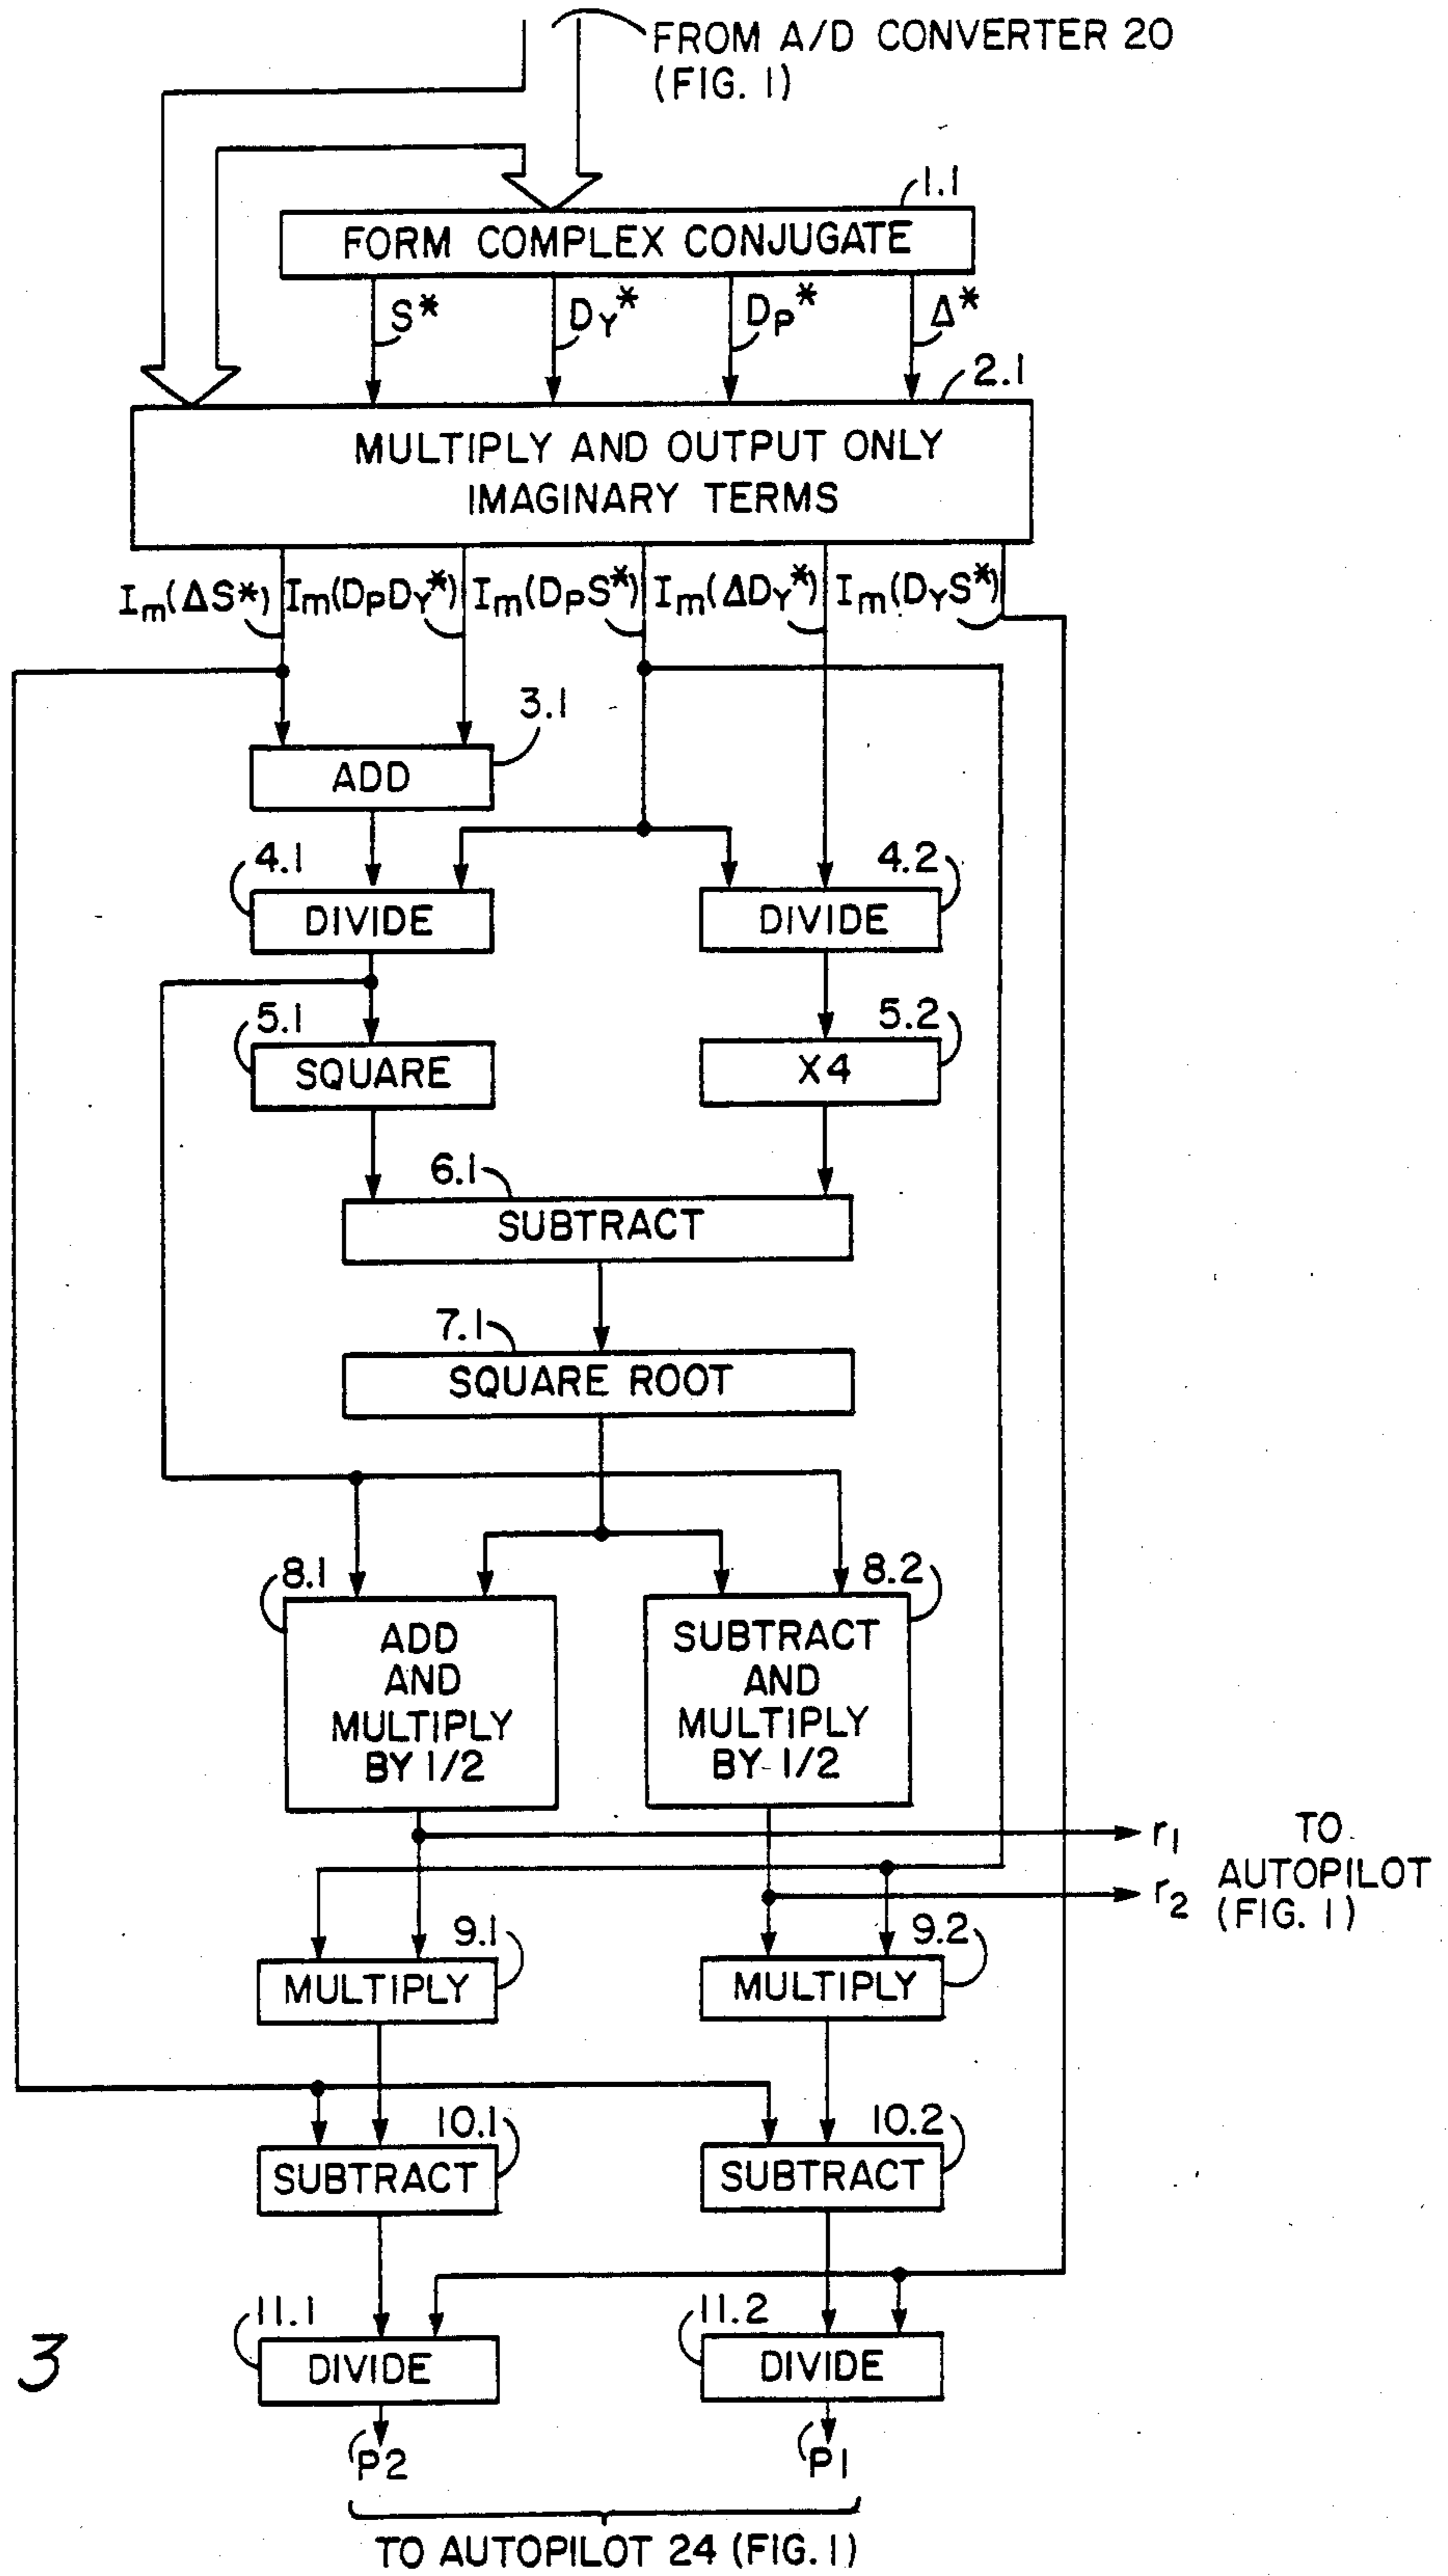 FROM A/D CONVERTER 20
(FIG. 1)
1.1
FORM COMPLEX CONJUGATE
S* DY* DP* Δ*
2.1
MULTIPLY AND OUTPUT ONLY
IMAGINARY TERMS
Im(ΔS*) Im(DPDY*) Im(DPS*) Im(ΔDY*) Im(DYS*)
3.1
ADD
4.1 4.2
DIVIDE DIVIDE
5.1 5.2
SQUARE X4
6.1
SUBTRACT
7.1
SQUARE ROOT
8.1 8.2
ADD
AND
MULTIPLY
BY 1/2
SUBTRACT
AND
MULTIPLY
BY 1/2
r1
r2
TO
AUTOPILOT
(FIG. 1)
9.1 9.2
MULTIPLY MULTIPLY
10.1 10.2
SUBTRACT SUBTRACT
11.1 11.2
3
DIVIDE DIVIDE
P2 P1
TO AUTOPILOT 24 (FIG. 1)